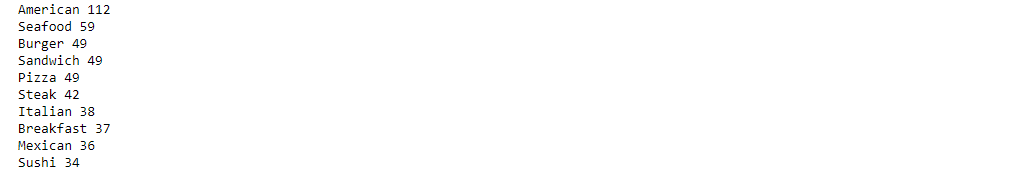 American 112
Seafood 59
Burger 49
Sandwich 49
Pizza 49
Steak 42
Italian 38
Breakfast 37
Mexican 36
Sushi 34